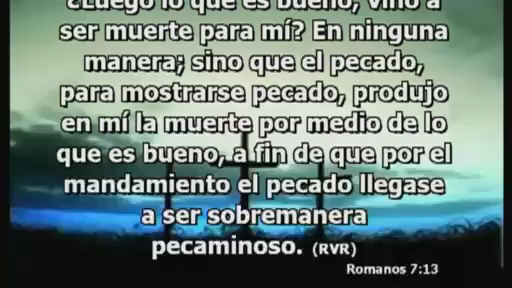 ¿Luego lo que es bueno, vino a
ser muerte para mí? En ninguna
manera; sino que el pecado,
para mostrarse pecado, produjo
en mí la muerte por medio de lo
que es bueno, a fin de que por el
mandamiento el pecado llegase
a ser sobremanera
pecaminoso. (RVR)
Romanos 7:13